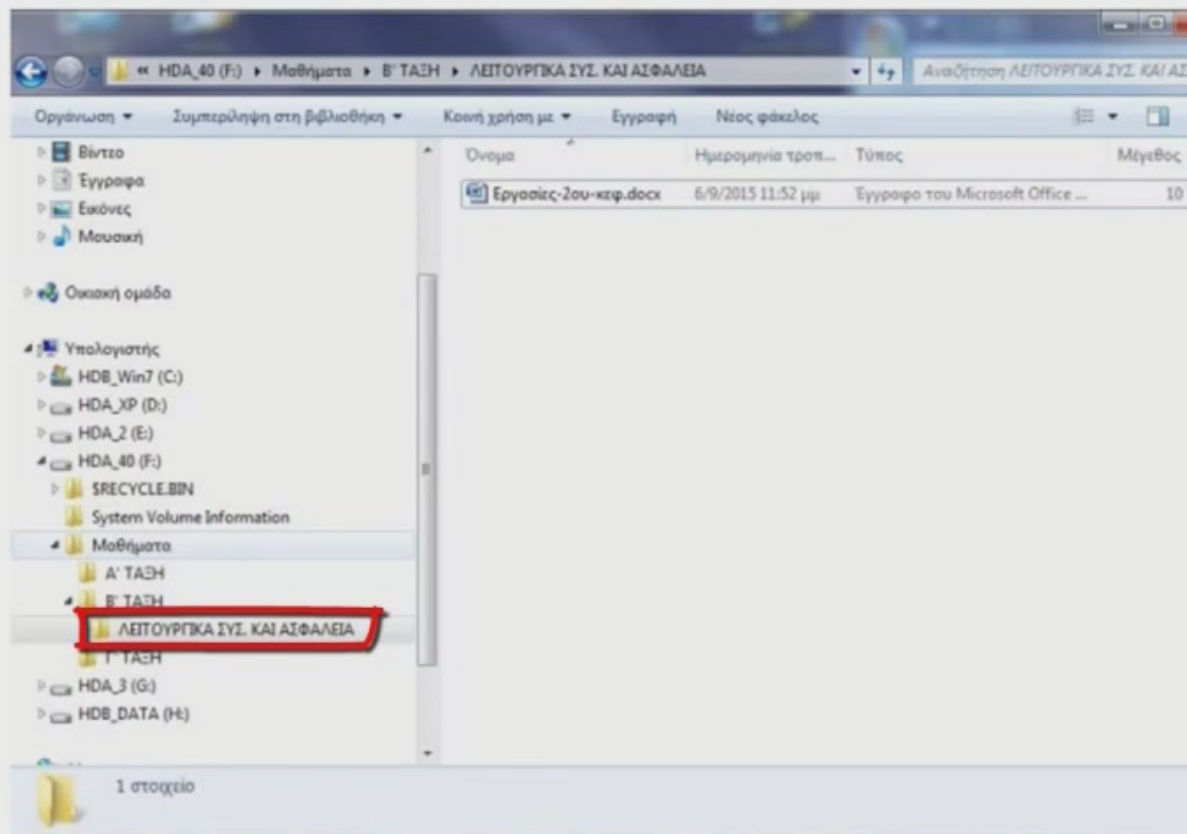 « HDA_40 (F:) ▸ Μαθήματα ▸ Β' ΤΑΞΗ ▸ ΛΕΙΤΟΥΡΓΙΚΑ ΣΥΣ. ΚΑΙ ΑΣΦΑΛΕΙΑ
Αναζήτηση ΛΕΙΤΟΥΡΓΙΚΑ ΣΥΣ. ΚΑΙ ΑΣ
Οργάνωση Συμπερίληψη στη βιβλιοθήκη Κοινή χρήση με Εγγραφή Νέος φάκελος
Βίντεο
Έγγραφα
Εικόνες
Μουσική
Οικιακή ομάδα
Υπολογιστής
HDB_Win7 (C:)
HDA_XP (D:)
HDA_2 (E:)
HDA_40 (F:)
$RECYCLE.BIN
System Volume Information
Μαθήματα
Α' ΤΑΞΗ
Β' ΤΑΞΗ
ΛΕΙΤΟΥΡΓΙΚΑ ΣΥΣ. ΚΑΙ ΑΣΦΑΛΕΙΑ
Γ' ΤΑΞΗ
HDA_3 (G:)
HDB_DATA (H:)
Όνομα Ημερομηνία τροπ... Τύπος Μέγεθος
Εργασίες-2ου-κεφ.docx 6/9/2015 11:52 μμ Έγγραφο του Microsoft Office ... 10
1 στοιχείο